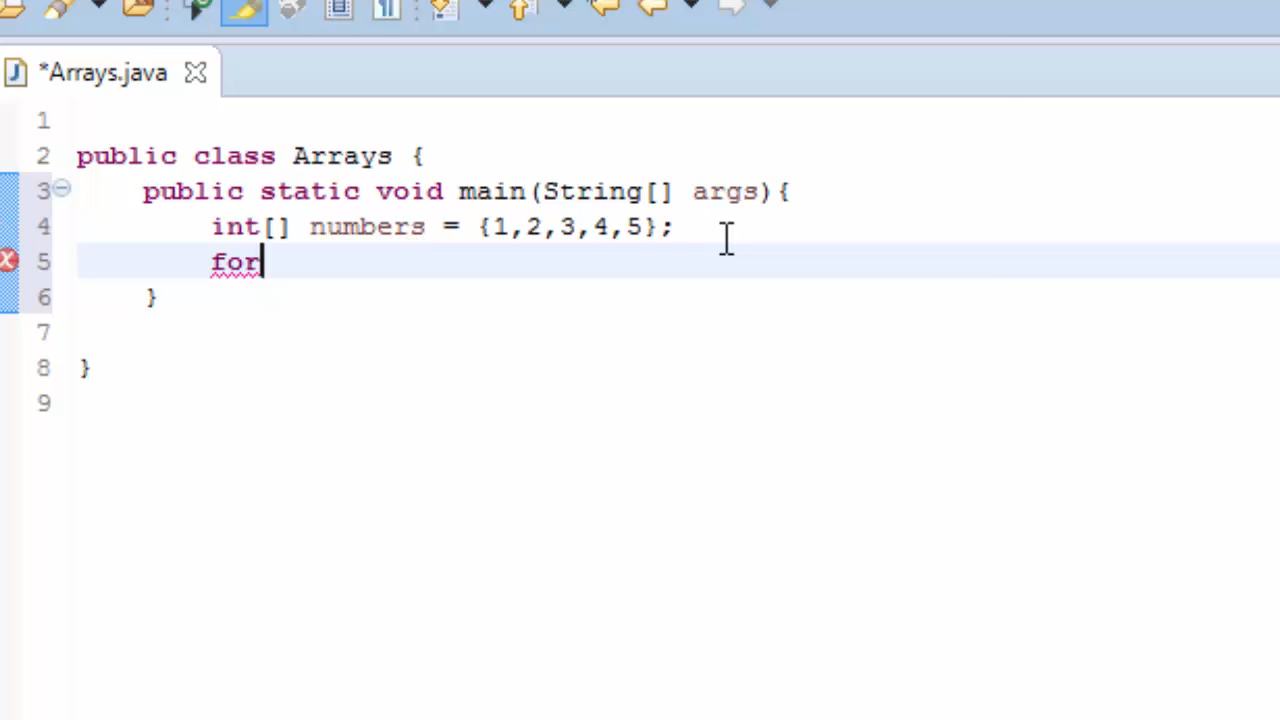 *Arrays.java
1
2 public class Arrays {
3 public static void main(String[] args){
4 int[] numbers = {1,2,3,4,5};
5 for
6 }
7
8 }
9